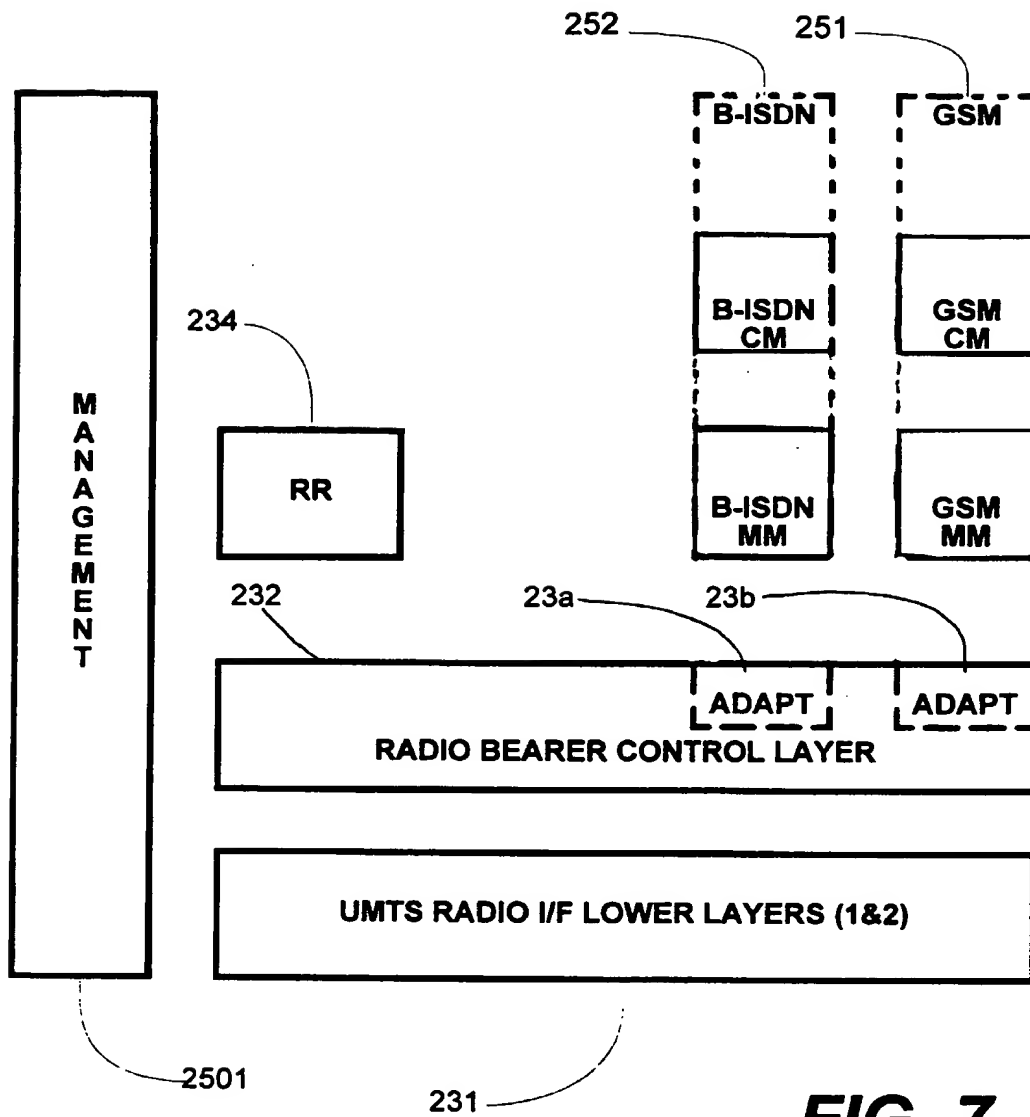 252
251
B-ISDN
GSM
B-ISDN
CM
GSM
CM
234
MANAGEMENT
RR
B-ISDN
MM
GSM
MM
232
23a
23b
ADAPT
ADAPT
RADIO BEARER CONTROL LAYER
UMTS RADIO I/F LOWER LAYERS (1&2)
2501
231
FIG. 7